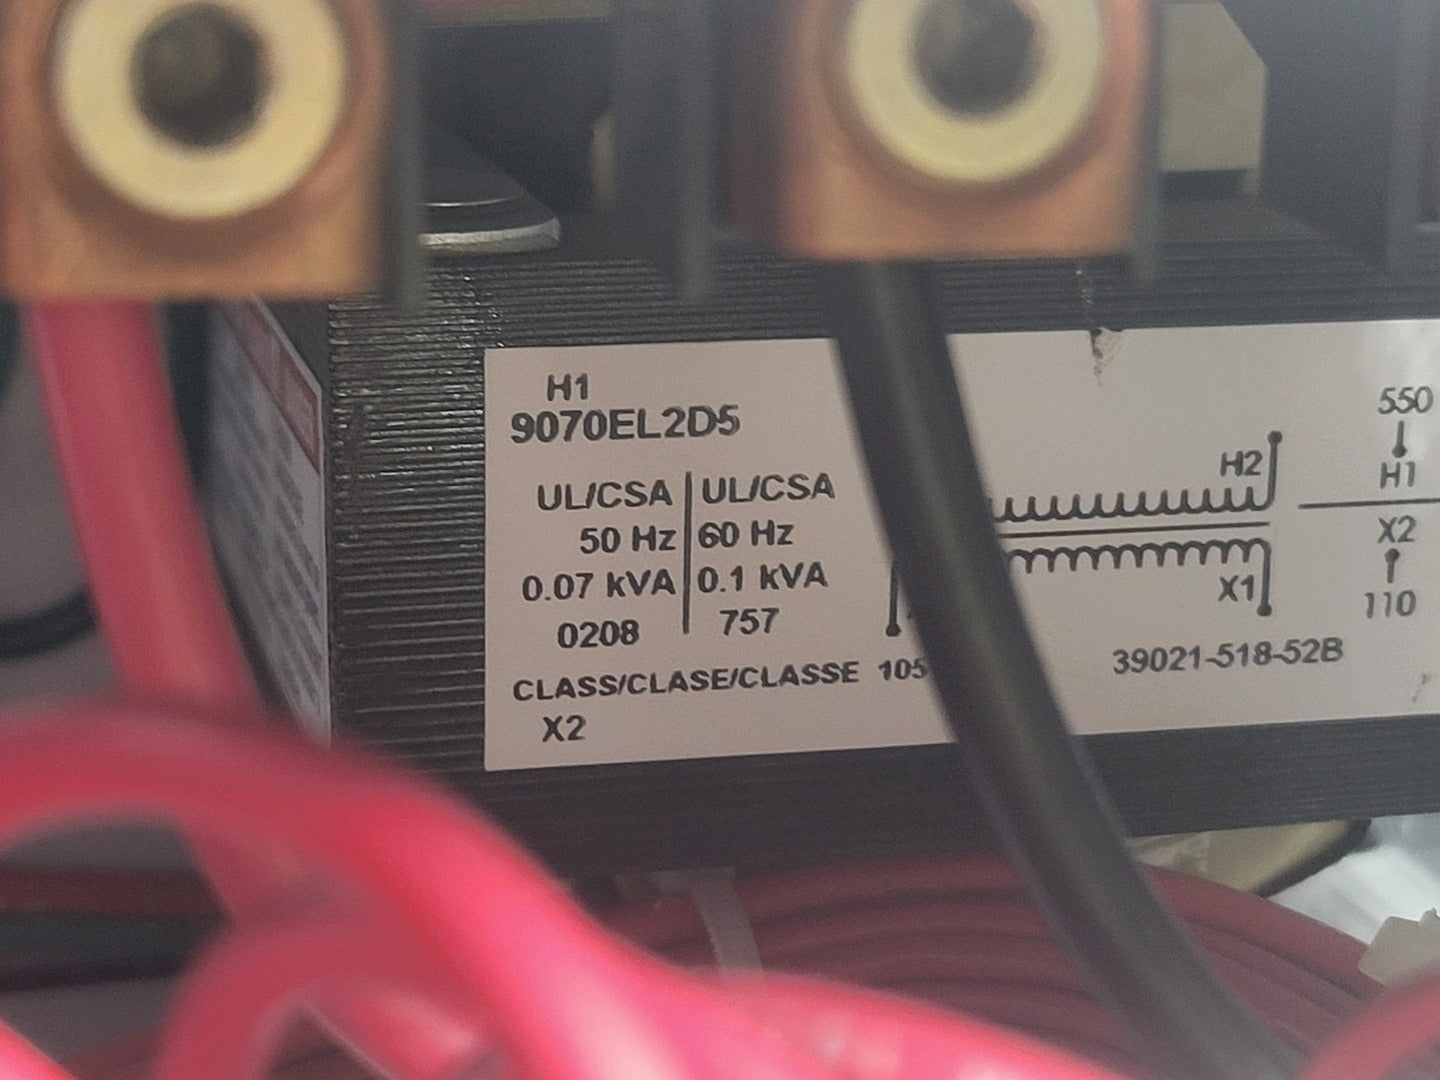 H1
9070EL2D5
UL/CSA UL/CSA
50 Hz 60 Hz
0.07 kVA 0.1 kVA
0208 757
CLASS/CLASE/CLASSE 105
X2
H2
X1
39021-518-52B
550
H1
X2
110